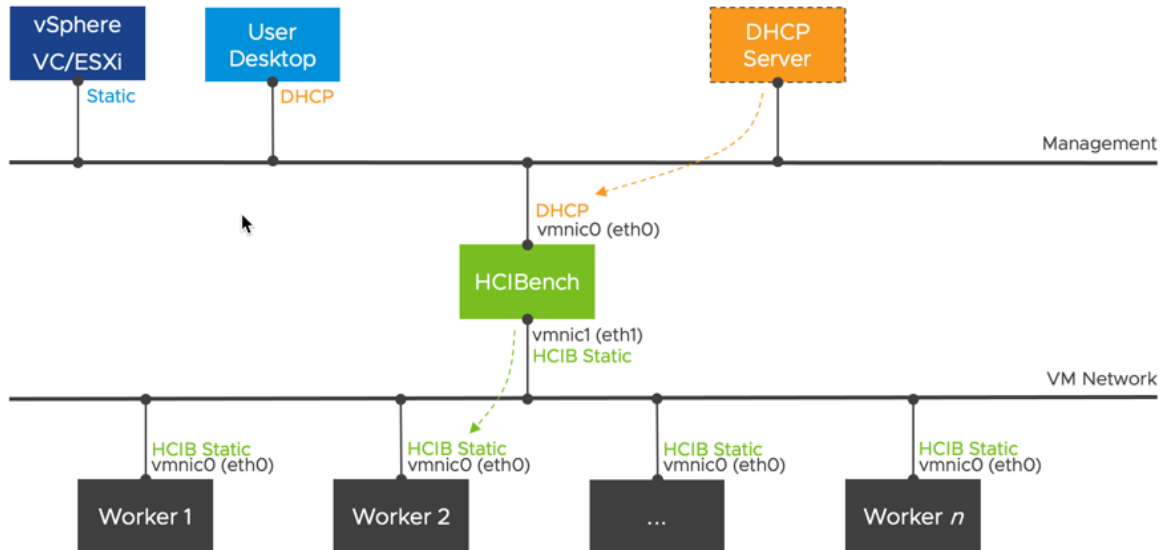 vSphere
VC/ESXi
User
Desktop
DHCP
Server
Static
DHCP
Management
DHCP
vmnic0 (eth0)
HCIBench
vmnic1 (eth1)
HCIB Static
VM Network
HCIB Static
vmnic0 (eth0)
HCIB Static
vmnic0 (eth0)
HCIB Static
vmnic0 (eth0)
HCIB Static
vmnic0 (eth0)
Worker 1
Worker 2
...
Worker n